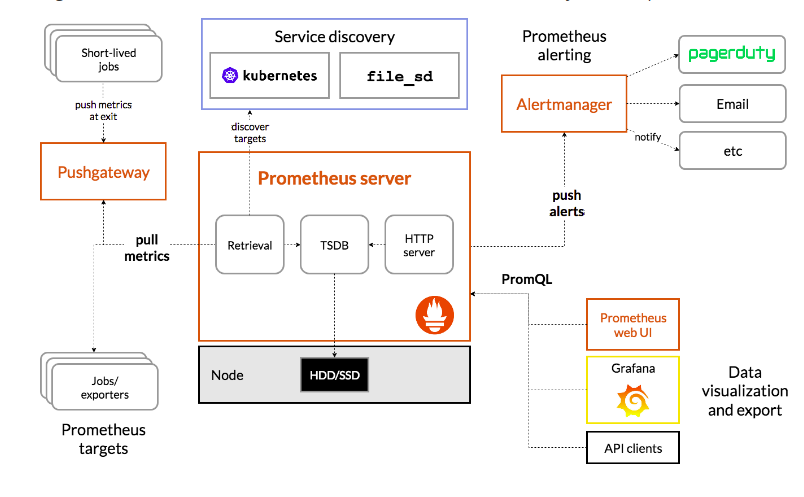 Short-lived
jobs
push metrics
at exit
Pushgateway
Service discovery
kubernetes
file_sd
discover
targets
Prometheus
alerting
Alertmanager
pagerduty
Email
notify
etc
Prometheus server
Retrieval
TSDB
HTTP
server
pull
metrics
push
alerts
PromQL
Node
HDD/SSD
Jobs/
exporters
Prometheus
targets
Prometheus
web UI
Grafana
API clients
Data
visualization
and export